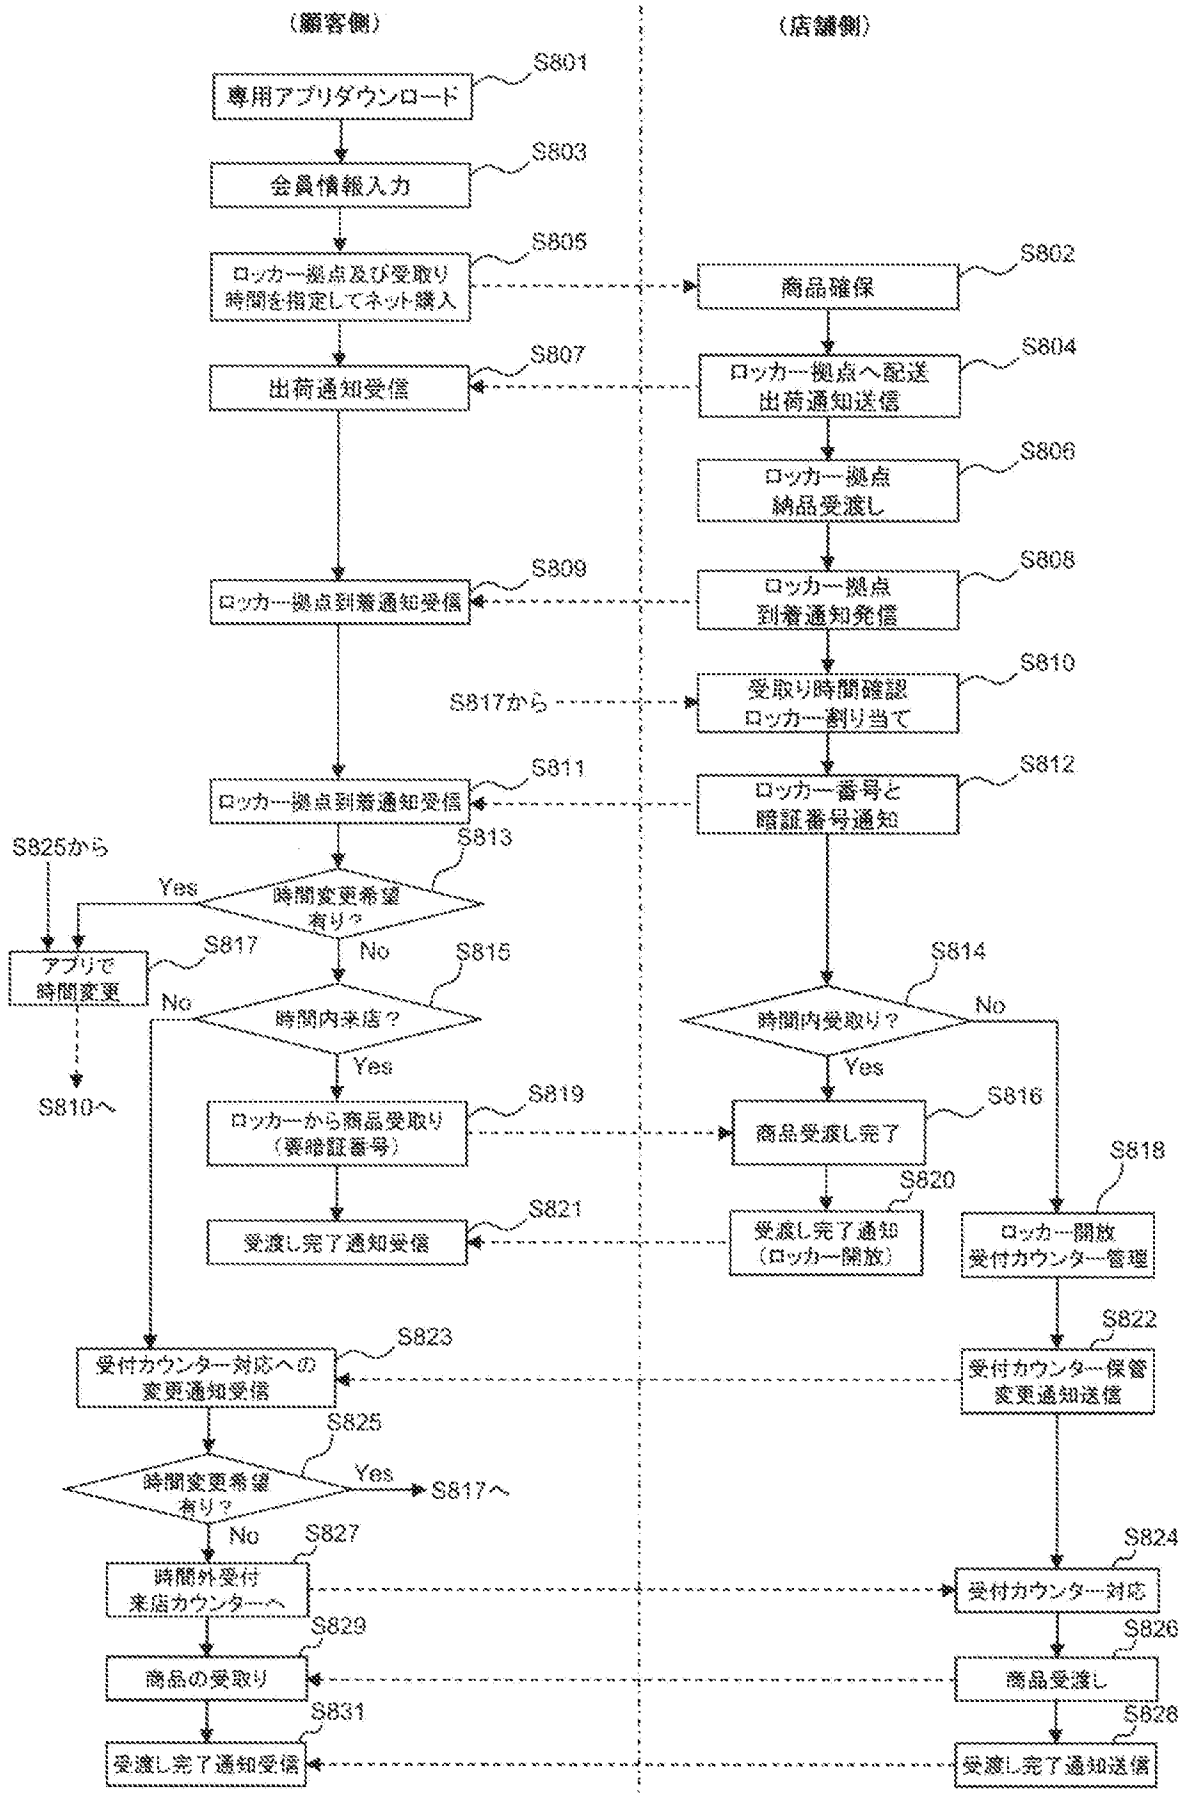 (顧客側)
(店舗側)
S801
専用アプリダウンロード
S803
会員情報入力
S805
ロッカー拠点及び受取り
時間を指定してネット購入
S802
商品確保
S807
出荷通知受信
S804
ロッカー拠点へ配送
出荷通知送信
S806
ロッカー拠点
納品受渡し
S809
ロッカー拠点到着通知受信
S808
ロッカー拠点
到着通知発信
S817から
S810
受取り時間確認
ロッカー割り当て
S811
ロッカー拠点到着通知受信
S812
ロッカー番号と
暗証番号通知
S825から
S813
Yes
時間変更希望
有り?
No
S817
アプリで
時間変更
S810へ
S815
No
時間内来店?
Yes
S814
時間内受取り?
No
Yes
S819
ロッカーから商品受取り
(要暗証番号)
S816
商品受渡し完了
S821
受渡し完了通知受信
S820
受渡し完了通知
(ロッカー開放)
S818
ロッカー開放
受付カウンター管理
S823
受付カウンター対応への
変更通知受信
S822
受付カウンター保管
変更通知送信
S825
時間変更希望
有り?
Yes
S817へ
No
S827
時間外受付
来店カウンターへ
S824
受付カウンター対応
S829
商品の受取り
S826
商品受渡し
S831
受渡し完了通知受信
S828
受渡し完了通知送信